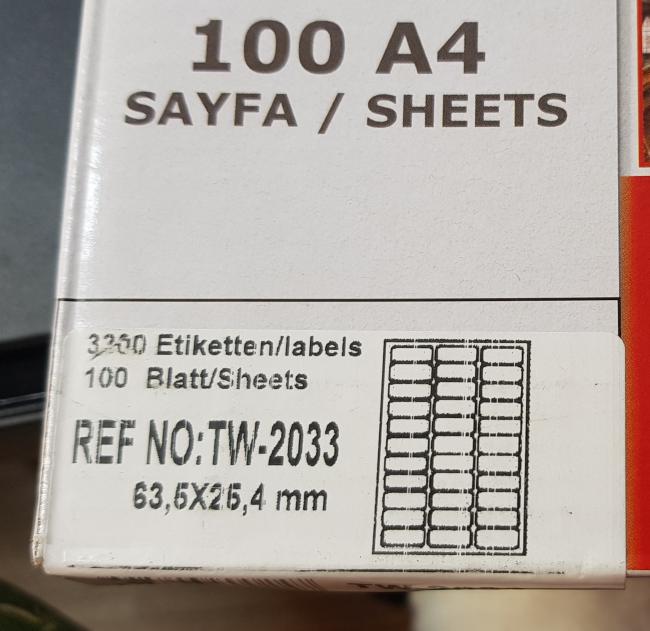 100 A4
SAYFA / SHEETS
3300 Etiketten/labels
100 Blatt/Sheets
REF NO:TW-2033
63,5X25,4 mm